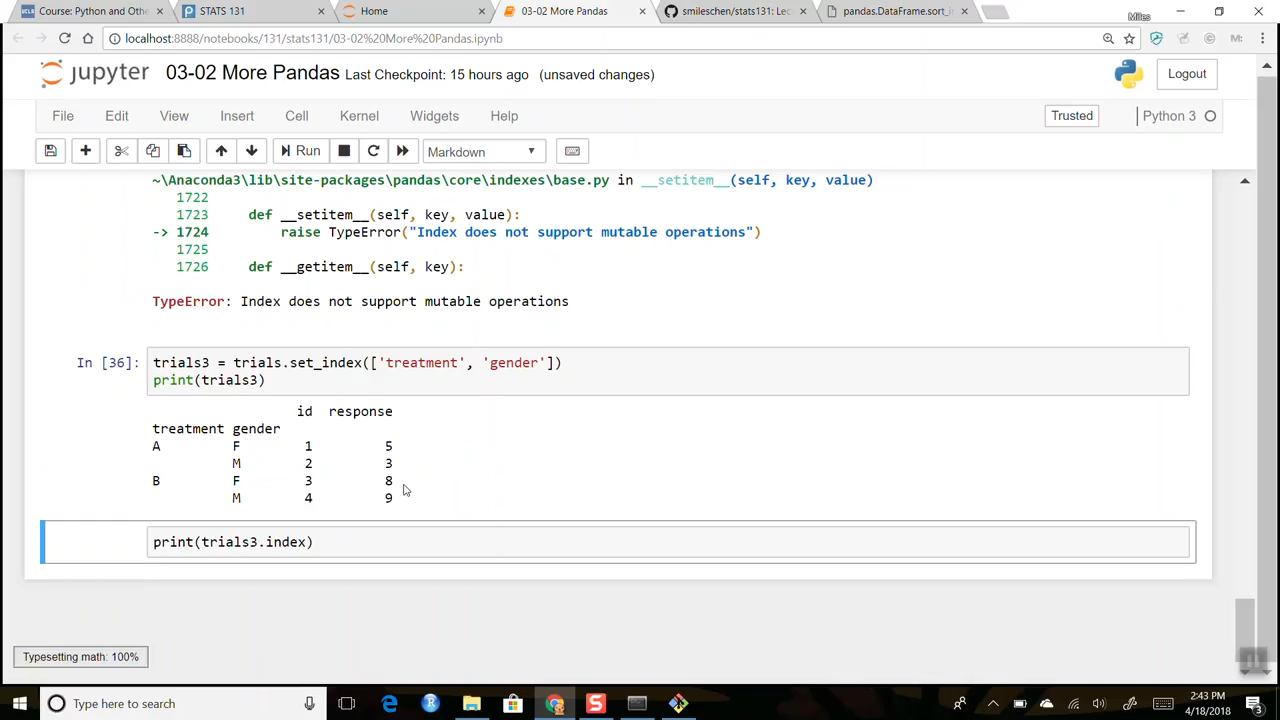 Course: Python and Othe
STATS 131
Home
03-02 More Pandas
smileschen/stats131: Lec
pandas.DataFrame.sort_i
Miles
localhost:8888/notebooks/131/stats131/03-02%20More%20Pandas.ipynb
jupyter 03-02 More Pandas Last Checkpoint: 15 hours ago (unsaved changes)
Logout
File Edit View Insert Cell Kernel Widgets Help
Trusted
Python 3
Run
Markdown
~\Anaconda3\lib\site-packages\pandas\core\indexes\base.py in __setitem__(self, key, value)
1722
1723 def __setitem__(self, key, value):
-> 1724 raise TypeError("Index does not support mutable operations")
1725
1726 def __getitem__(self, key):
TypeError: Index does not support mutable operations
In [36]: trials3 = trials.set_index(['treatment', 'gender'])
print(trials3)
id response
treatment gender
A F 1 5
M 2 3
B F 3 8
M 4 9
print(trials3.index)
Typesetting math: 100%
Type here to search
2:43 PM
4/18/2018
3